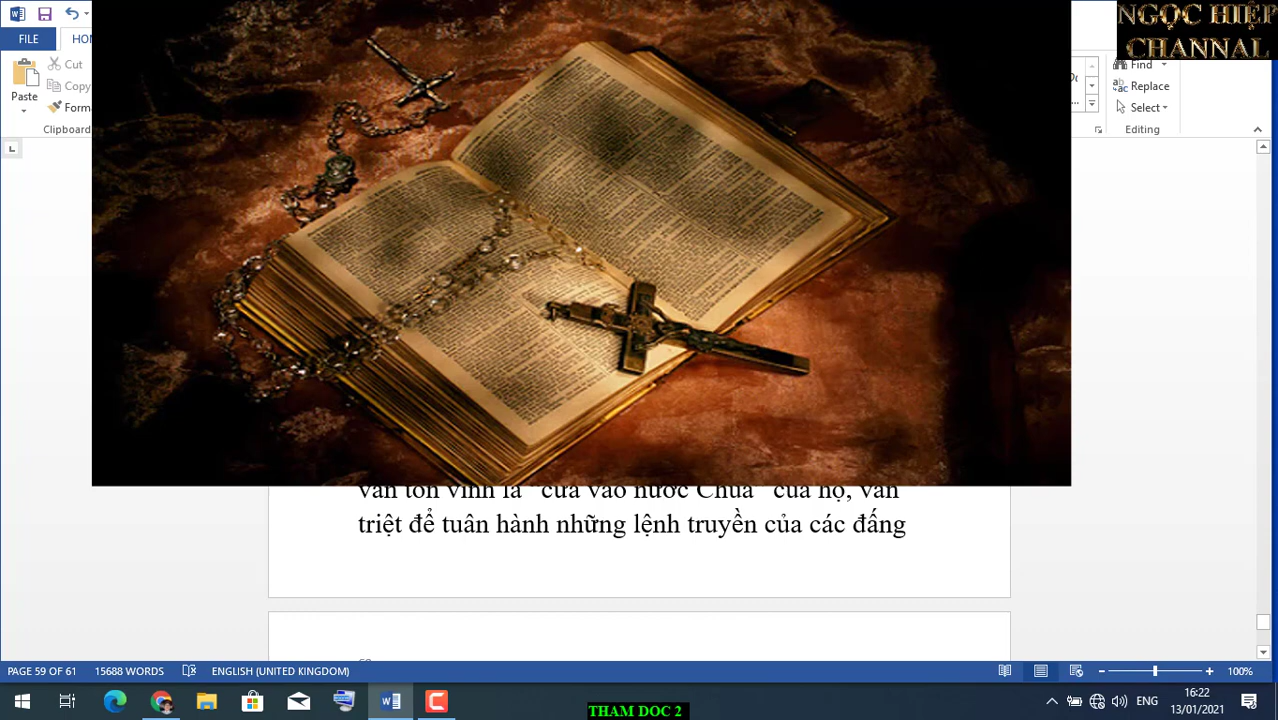 NGỌC HIỆP
CHANNAL
FILE
Cut
Copy
Paste
Clipboard
Find
Replace
Select
Editing
vẫn tôn vinh là "cửa vào nước Chúa" của họ, vẫn
triệt để tuân hành những lệnh truyền của các đấng
PAGE 59 OF 61 15688 WORDS ENGLISH (UNITED KINGDOM) 100%
ENG
16:22
13/01/2021
THAM DOC 2